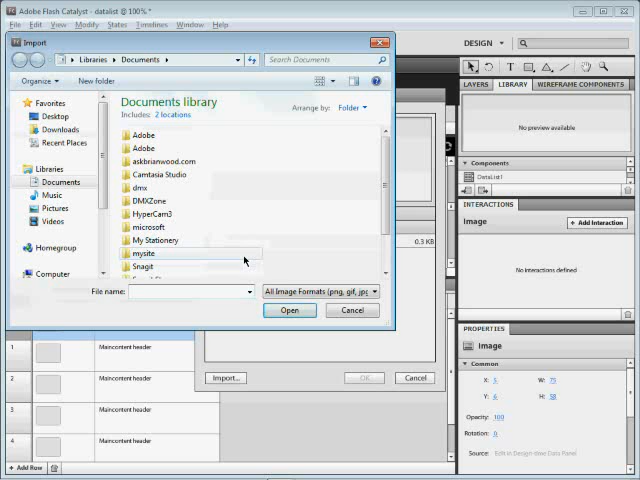 Adobe Flash Catalyst - datalist @ 100% *
File Edit View Modify States Timelines Window Help
Import
Libraries Documents Search Documents
DESIGN
Organize New folder
T
LAYERS LIBRARY WIREFRAME COMPONENTS
No preview available
Favorites
Desktop
Downloads
Recent Places
Libraries
Documents
Music
Pictures
Videos
Homegroup
Computer
Documents library
Includes: 2 locations
Arrange by: Folder
Adobe
Adobe
askbrianwood.com
Camtasia Studio
dmx
DMXZone
HyperCam3
microsoft
My Stationery
mysite
Snagit
File name:
All Image Formats (png, gif, jpg
Open Cancel
0.3 KB
Components
DataList1
INTERACTIONS
Image + Add Interaction
No interactions defined
PROPERTIES
Image
Common
X: 5 W: 75
Y: 6 H: 58
Opacity: 100
Rotation: 0
Source: Edit in Design-time Data Panel
1 Maincontent header
2 Maincontent header
3 Maincontent header
4 Maincontent header
Import... OK Cancel
+ Add Row